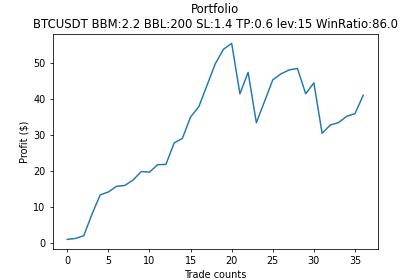 Portfolio
BTCUSDT BBM:2.2 BBL:200 SL:1.4 TP:0.6 lev:15 WinRatio:86.0
Profit ($)
50
40
30
20
10
0
0 5 10 15 20 25 30 35
Trade counts